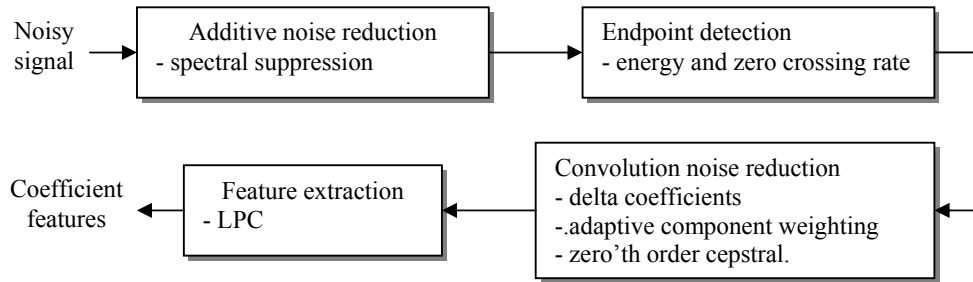 Noisy
signal
Additive noise reduction
- spectral suppression
Endpoint detection
- energy and zero crossing rate
Convolution noise reduction
- delta coefficients
-.adaptive component weighting
- zero’th order cepstral.
Feature extraction
- LPC
Coefficient
features